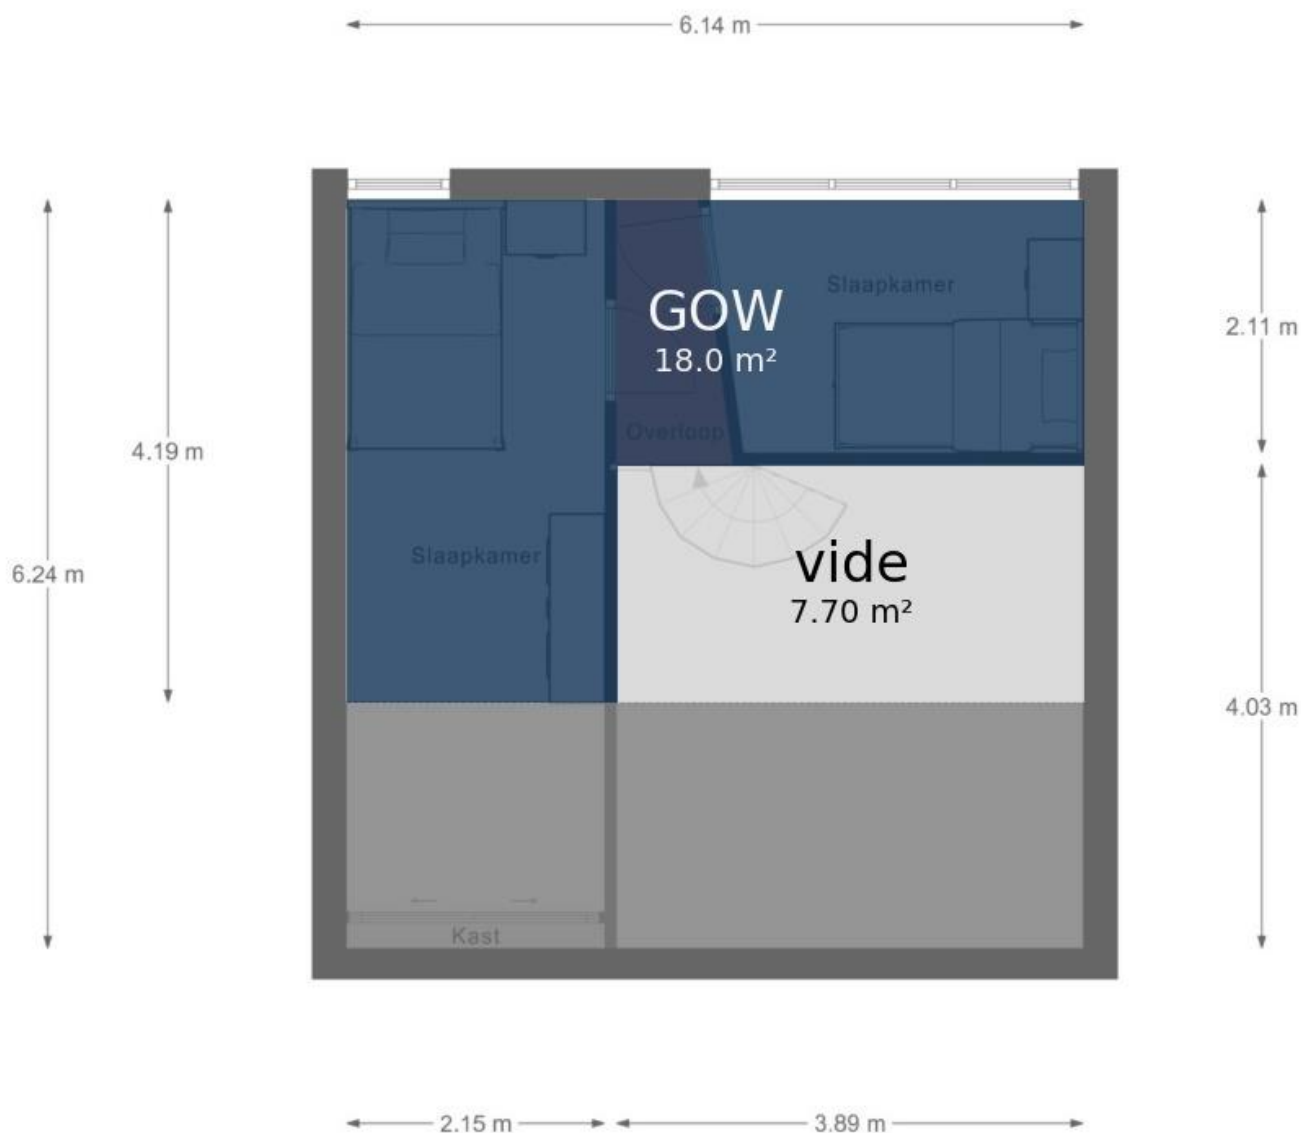 6.14 m
Slaapkamer
GOW
18.0 m²
2.11 m
Overloop
4.19 m
Slaapkamer
vide
7.70 m²
6.24 m
4.03 m
Kast
2.15 m
3.89 m